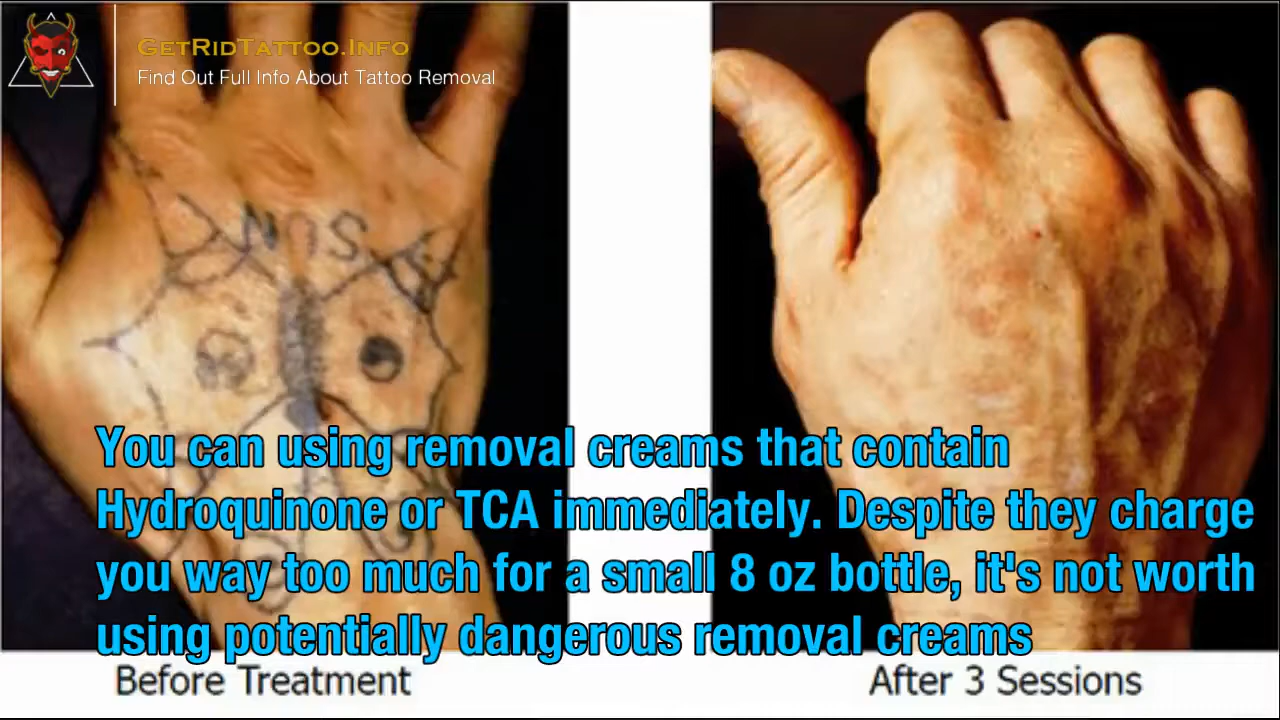 GetRidTattoo.Info
Find Out Full Info About Tattoo Removal
NUS
You can using removal creams that contain
Hydroquinone or TCA immediately. Despite they charge
you way too much for a small 8 oz bottle, it's not worth
using potentially dangerous removal creams
Before Treatment
After 3 Sessions